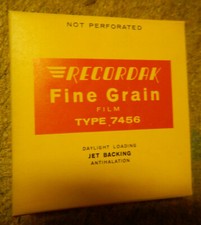 NOT PERFORATED
RECORDAK
Fine Grain
FILM
TYPE 7456
DAYLIGHT LOADING
JET BACKING
ANTIHALATION